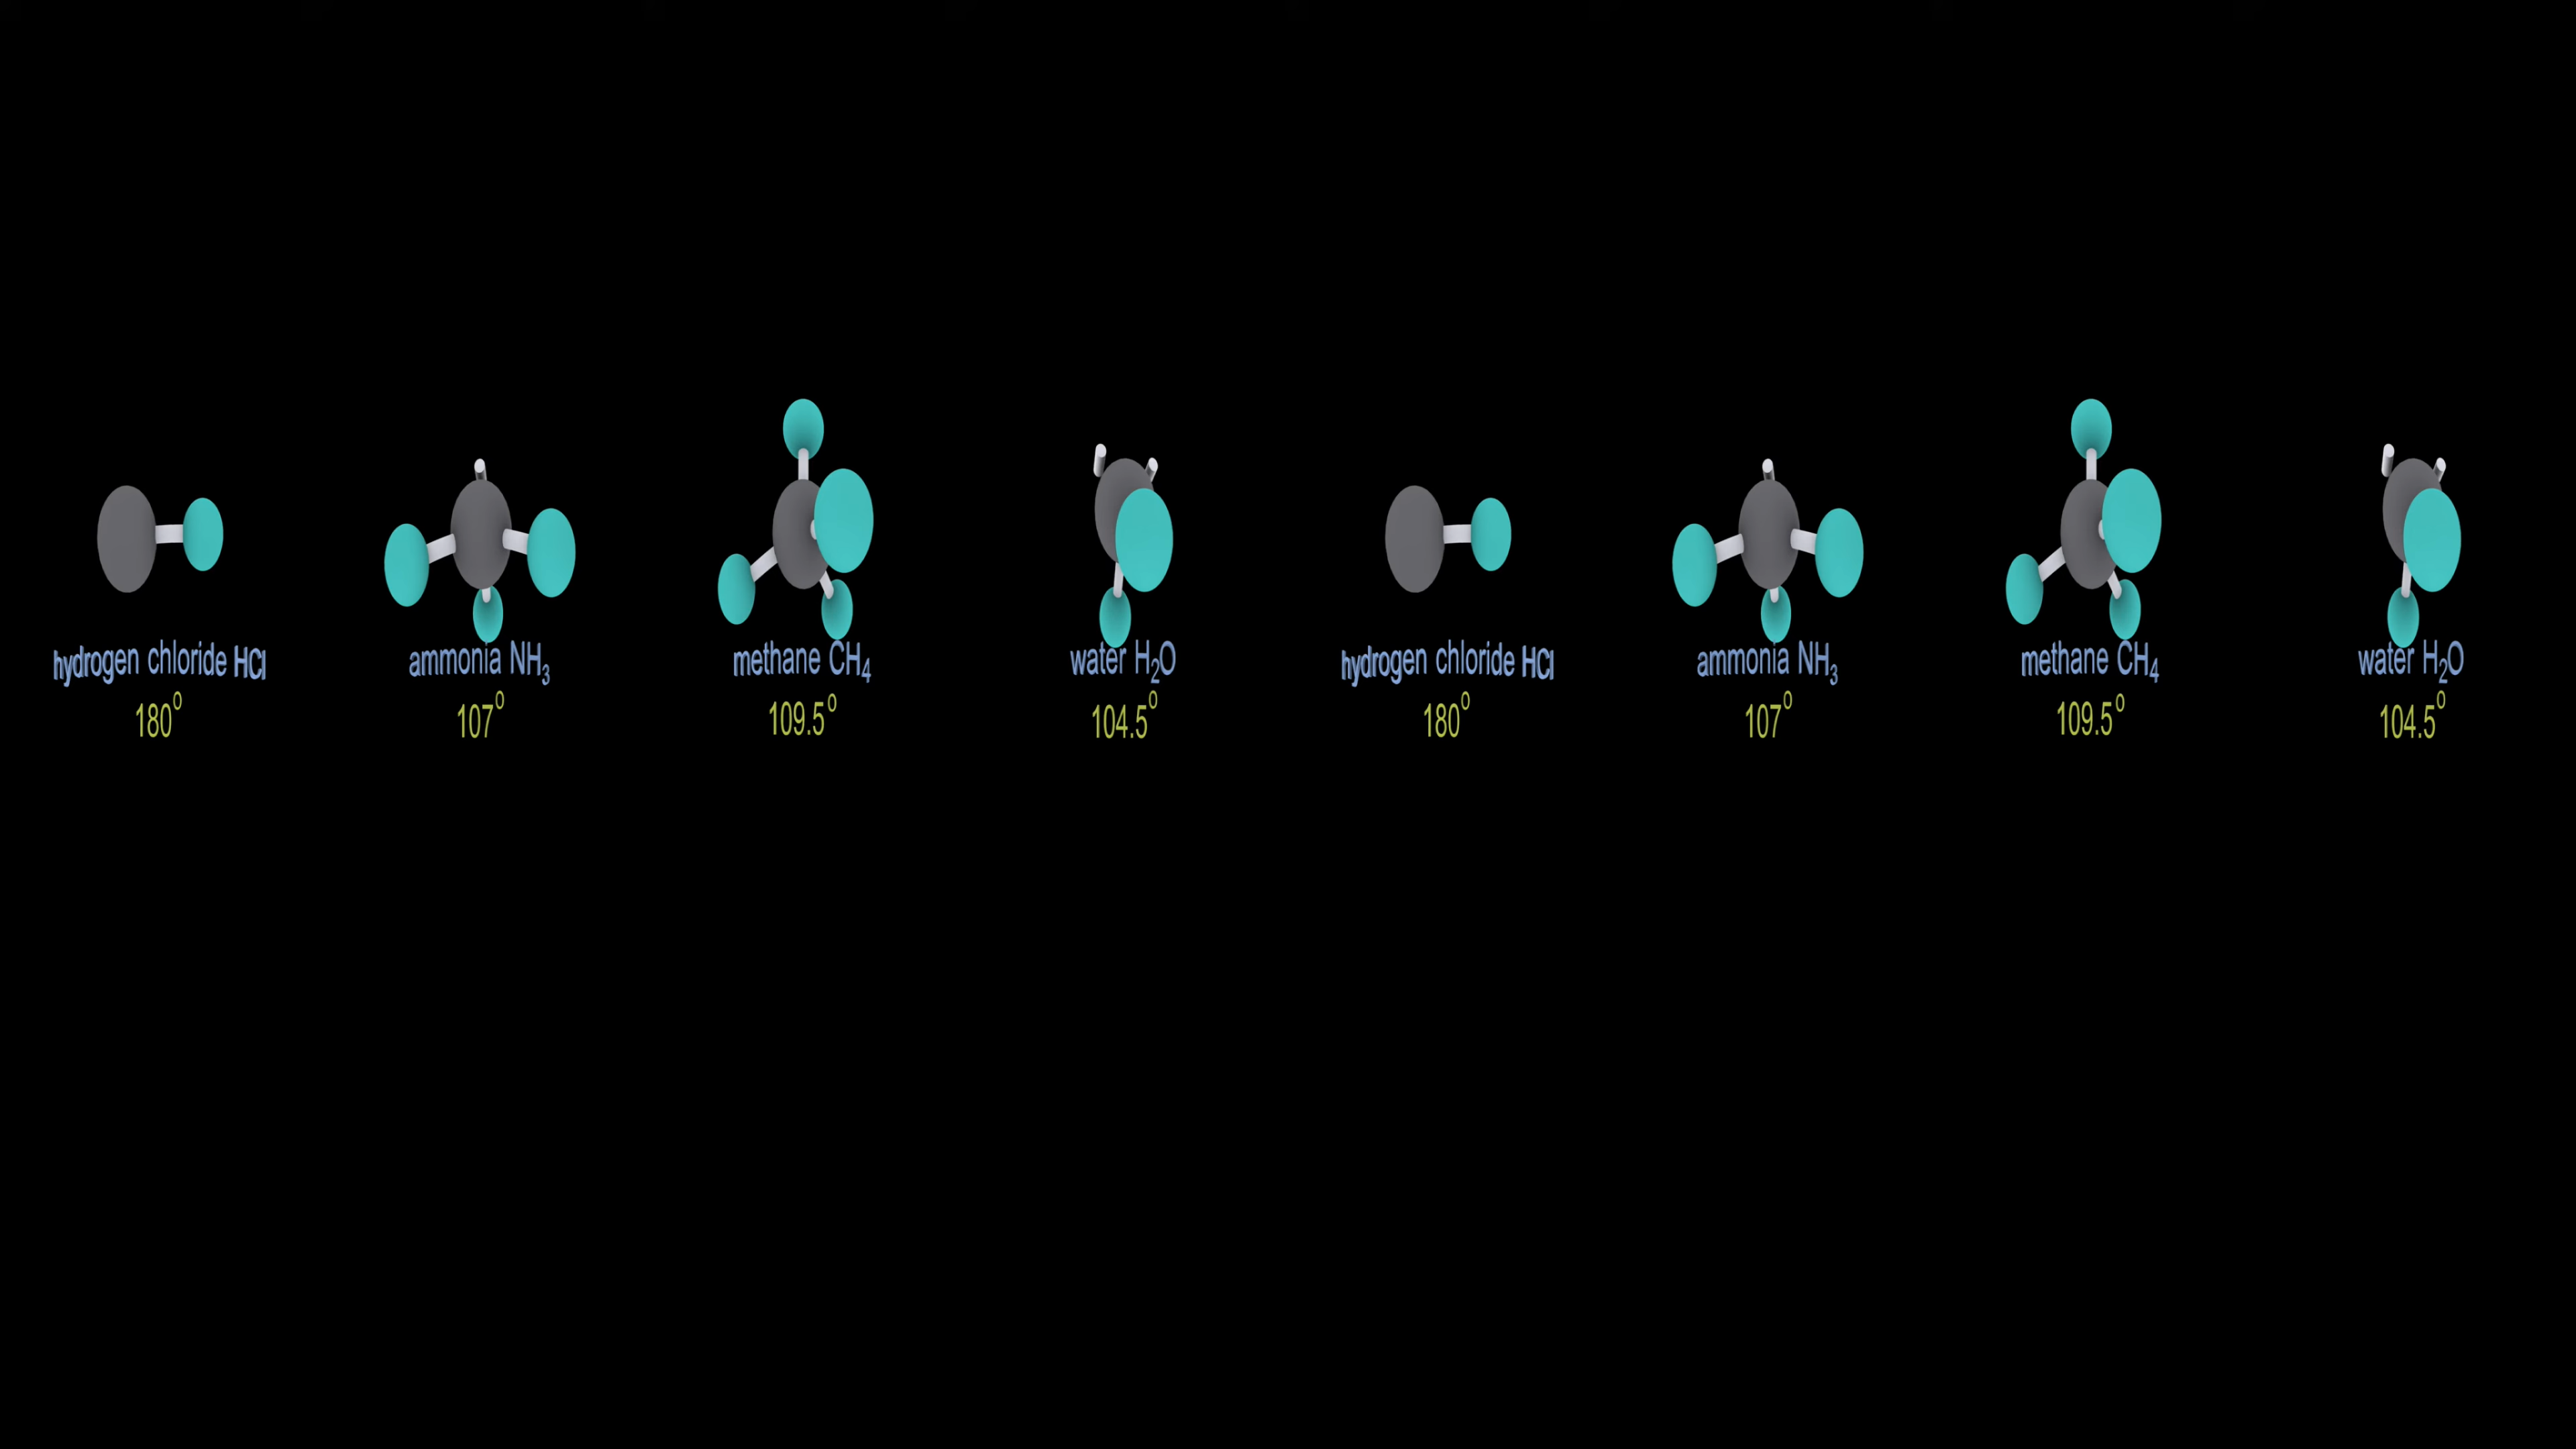 hydrogen chloride HCl
180°
ammonia NH₃
107°
methane CH₄
109.5°
water H₂O
104.5°
hydrogen chloride HCl
180°
ammonia NH₃
107°
methane CH₄
109.5°
water H₂O
104.5°